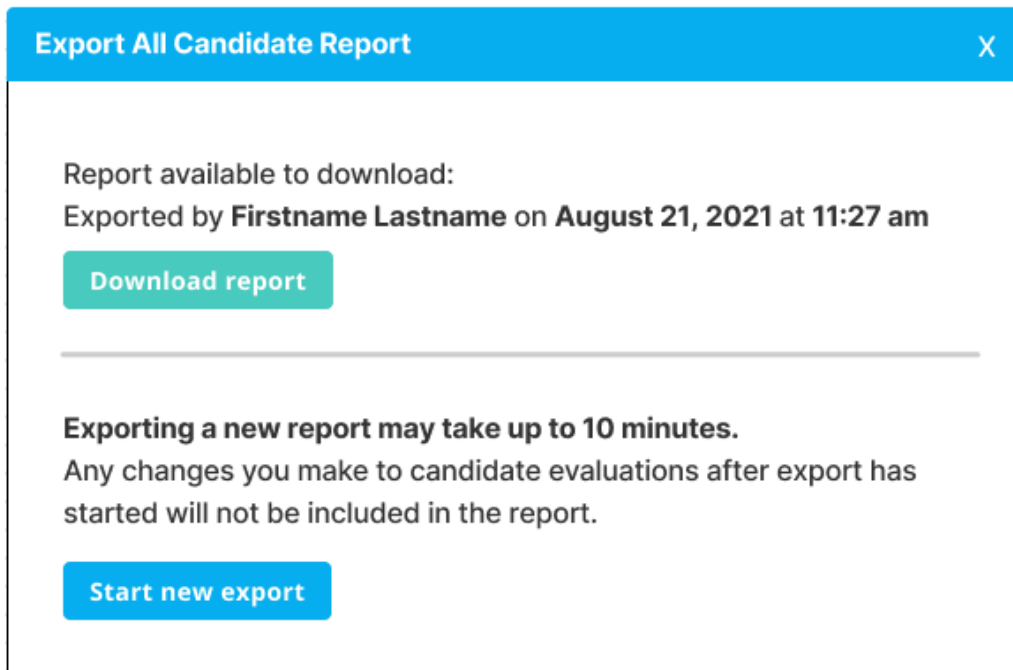 Export All Candidate Report X
Report available to download:
Exported by Firstname Lastname on August 21, 2021 at 11:27 am
Download report
Exporting a new report may take up to 10 minutes.
Any changes you make to candidate evaluations after export has
started will not be included in the report.
Start new export